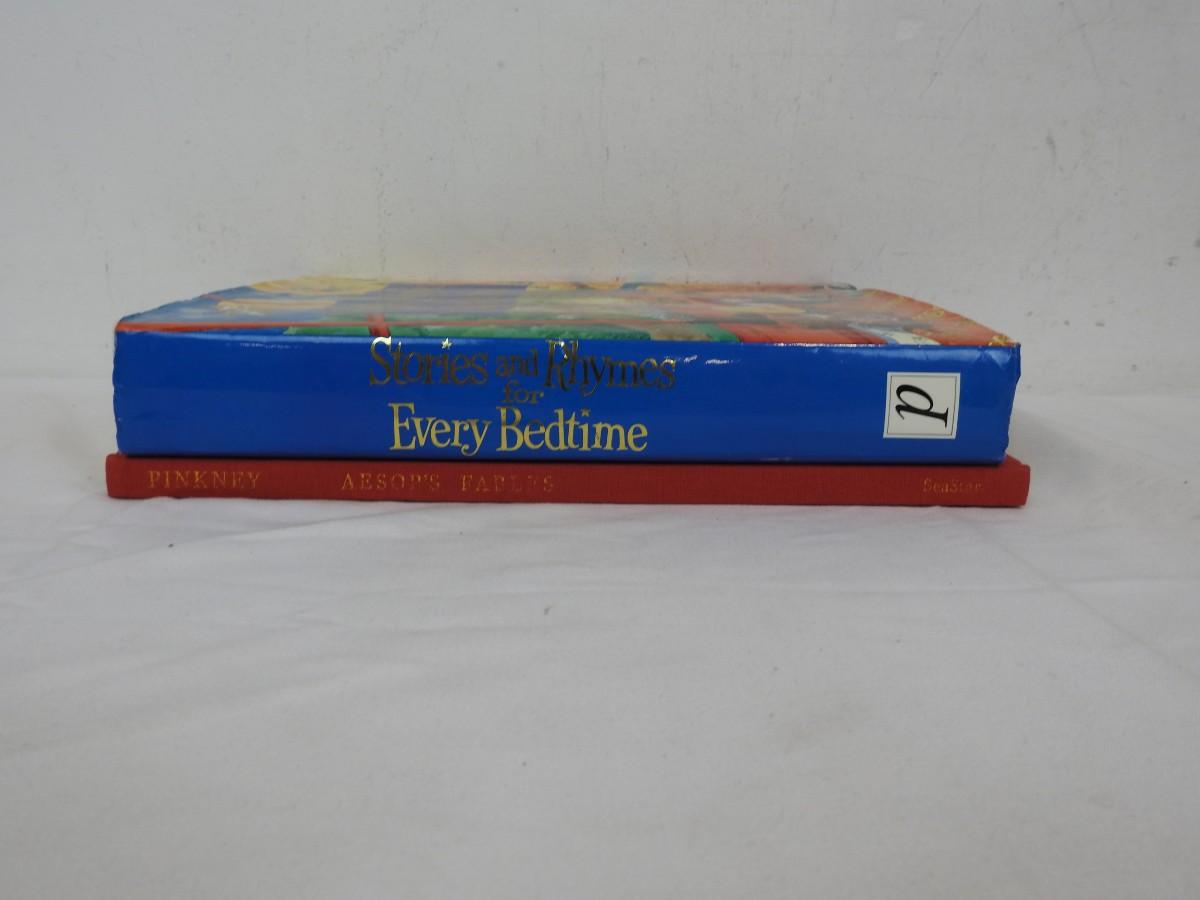 Stories and Rhymes
for
Every Bedtime
p
PINKNEY AESOP'S FABLES SeaStar